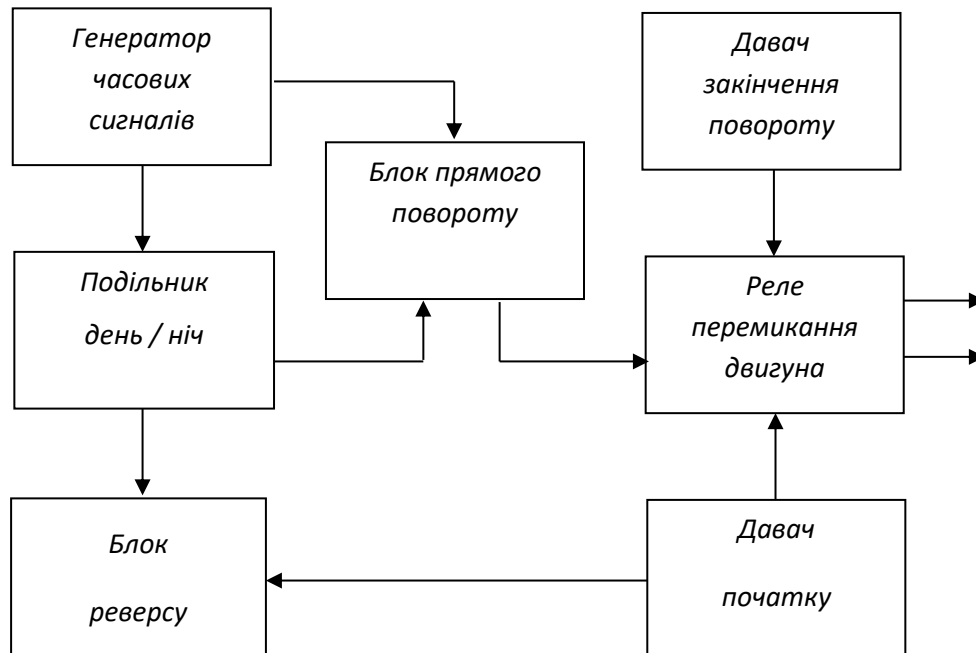 Генератор
часових
сигналів
Давач
закінчення
повороту
Блок прямого
повороту
Подільник
день / ніч
Реле
перемикання
двигуна
Блок
реверсу
Давач
початку